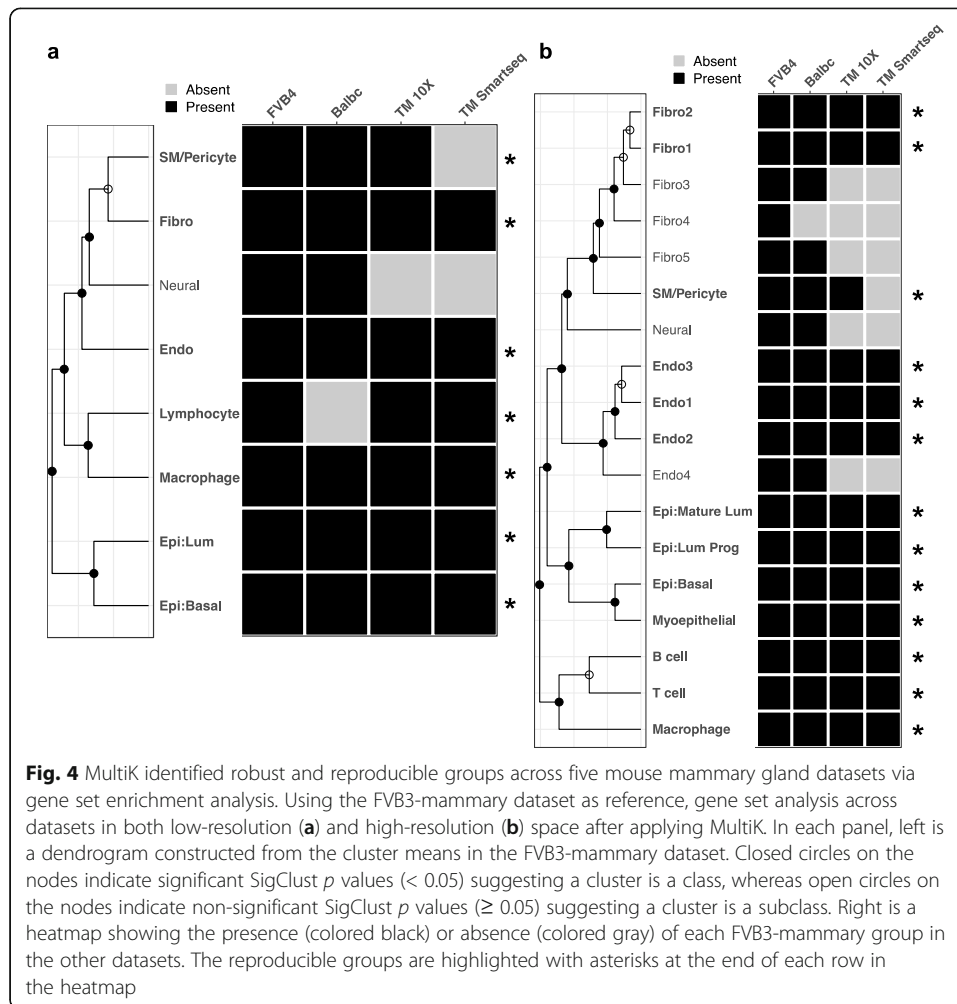 a
Absent
Present
FVB4
Balbc
TM 10X
TM Smartseq
SM/Pericyte
*
Fibro
*
Neural
Endo
*
Lymphocyte
*
Macrophage
*
Epi:Lum
*
Epi:Basal
*
b
Absent
Present
FVB4
Balbc
TM 10X
TM Smartseq
Fibro2
*
Fibro1
*
Fibro3
Fibro4
Fibro5
SM/Pericyte
*
Neural
Endo3
*
Endo1
*
Endo2
*
Endo4
Epi:Mature Lum
*
Epi:Lum Prog
*
Epi:Basal
*
Myoepithelial
*
B cell
*
T cell
*
Macrophage
*
Fig. 4 MultiK identified robust and reproducible groups across five mouse mammary gland datasets via
gene set enrichment analysis. Using the FVB3-mammary dataset as reference, gene set analysis across
datasets in both low-resolution (a) and high-resolution (b) space after applying MultiK. In each panel, left is
a dendrogram constructed from the cluster means in the FVB3-mammary dataset. Closed circles on the
nodes indicate significant SigClust p values (< 0.05) suggesting a cluster is a class, whereas open circles on
the nodes indicate non-significant SigClust p values (≥ 0.05) suggesting a cluster is a subclass. Right is a
heatmap showing the presence (colored black) or absence (colored gray) of each FVB3-mammary group in
the other datasets. The reproducible groups are highlighted with asterisks at the end of each row in
the heatmap